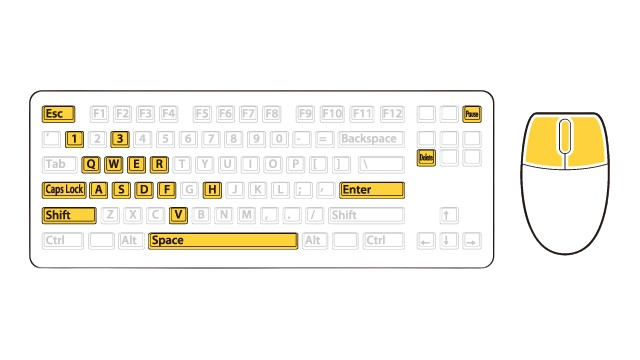 Esc F1 F2 F3 F4 F5 F6 F7 F8 F9 F10 F11 F12 Pause
´ 1 2 3 4 5 6 7 8 9 0 - = Backspace
Tab Q W E R T Y U I O P [ ] \ Delete
Caps Lock A S D F G H J K L ; , Enter
Shift Z X C V B N M , . / Shift ↑
Ctrl Alt Space Alt Ctrl ← ↓ →